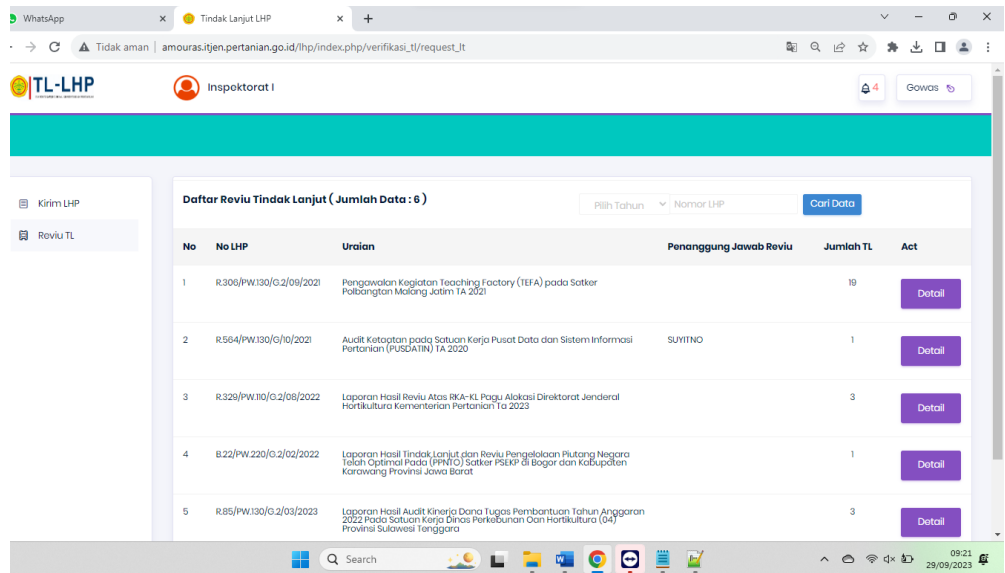 WhatsApp
Tindak Lanjut LHP
Tidak aman
amouras.itjen.pertanian.go.id/lhp/index.php/verifikasi_tl/request_lt
TL-LHP
Inspektorat I
4
Gowas
Kirim LHP
Reviu TL
Daftar Reviu Tindak Lanjut ( Jumlah Data : 6 )
Pilih Tahun
Nomor LHP
Cari Data
No No LHP Uraian Penanggung Jawab Reviu Jumlah TL Act
1 R.306/PW.130/G.2/09/2021 Pengawalan Kegiatan Teaching Factory (TEFA) pada Satker 19 Detail
Polbangtan Malang Jatim TA 2021
2 R.564/PW.130/G/10/2021 Audit Ketaatan pada Satuan Kerja Pusat Data dan Sistem Informasi SUYITNO 1 Detail
Pertanian (PUSDATIN) TA 2020
3 R.329/PW.110/G.2/08/2022 Laporan Hasil Reviu Atas RKA-KL Pagu Alokasi Direktorat Jenderal 3 Detail
Hortikultura Kementerian Pertanian Ta 2023
4 B.22/PW.220/G.2/02/2022 Laporan Hasil Tindak Lanjut dan Reviu Pengelolaan Piutang Negara 1 Detail
Telah Optimal Pada (PPNTO) Satker PSEKP di Bogor dan Kabupaten
Karawang Provinsi Jawa Barat
5 R.85/PW.130/G.2/03/2023 Laporan Hasil Audit Kinerja Dana Tugas Pembantuan Tahun Anggaran 3 Detail
2022 Pada Satuan Kerja Dinas Perkebunan Dan Hortikultura (04)
Provinsi Sulawesi Tenggara
Search
09:21
29/09/2023